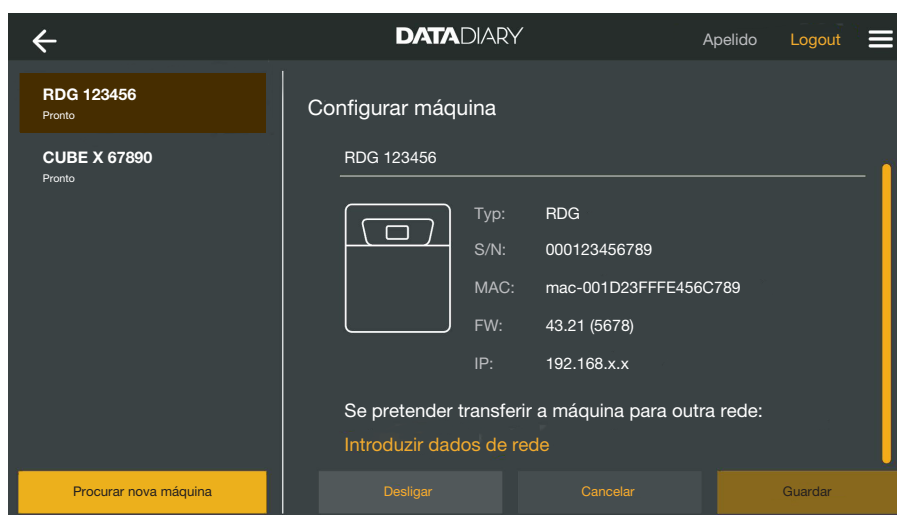 DATADIARY
Apelido
Logout
RDG 123456
Pronto
CUBE X 67890
Pronto
Procurar nova máquina
Configurar máquina
RDG 123456
Typ: RDG
S/N: 000123456789
MAC: mac-001D23FFFE456C789
FW: 43.21 (5678)
IP: 192.168.x.x
Se pretender transferir a máquina para outra rede:
Introduzir dados de rede
Desligar
Cancelar
Guardar